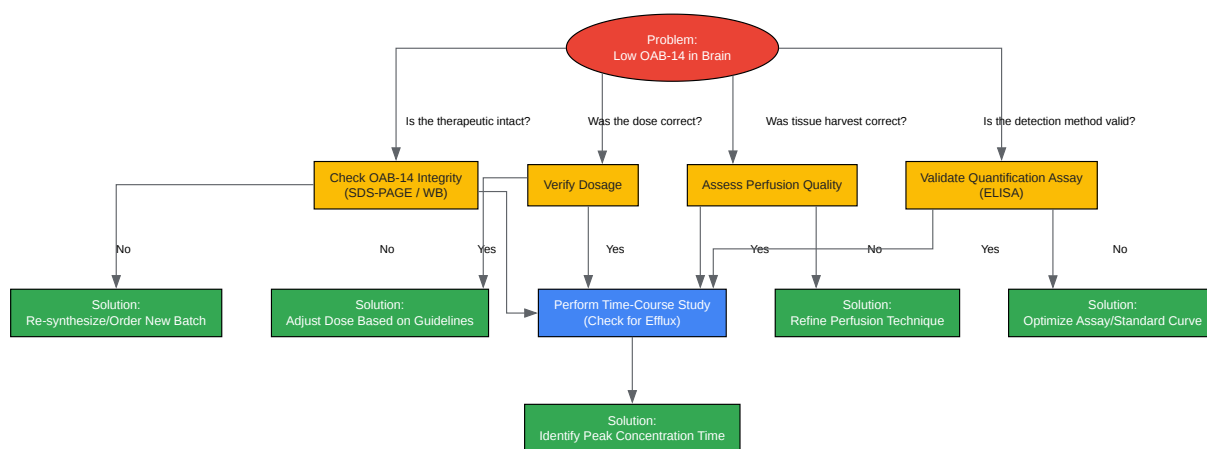 Problem:
Low OAB-14 in Brain
Is the therapeutic intact?
Was the dose correct?
Was tissue harvest correct?
Is the detection method valid?
Check OAB-14 Integrity
(SDS-PAGE / WB)
Verify Dosage
Assess Perfusion Quality
Validate Quantification Assay
(ELISA)
No
No
Yes
Yes
Yes
No
Yes
No
Solution:
Re-synthesize/Order New Batch
Solution:
Adjust Dose Based on Guidelines
Perform Time-Course Study
(Check for Efflux)
Solution:
Refine Perfusion Technique
Solution:
Optimize Assay/Standard Curve
Solution:
Identify Peak Concentration Time